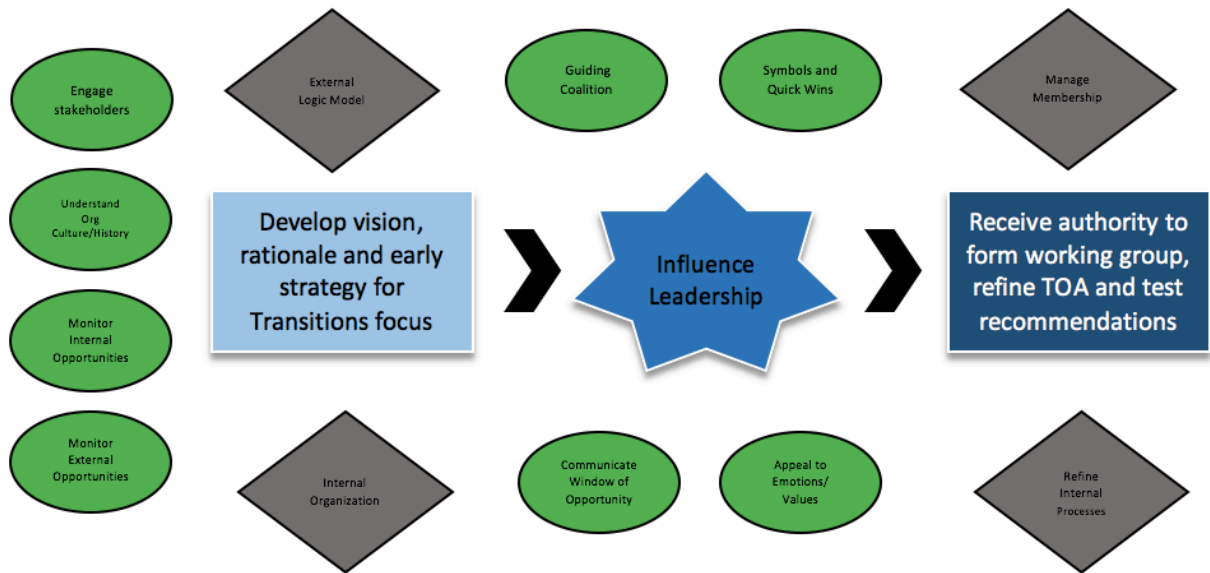 Engage
stakeholders
Understand
Org
Culture/History
Monitor
Internal
Opportunities
Monitor
External
Opportunities
External
Logic Model
Develop vision,
rationale and early
strategy for
Transitions focus
Internal
Organization
Guiding
Coalition
Symbols and
Quick Wins
Influence
Leadership
Communicate
Window of
Opportunity
Appeal to
Emotions/
Values
Manage
Membership
Receive authority to
form working group,
refine TOA and test
recommendations
Refine
Internal
Processes